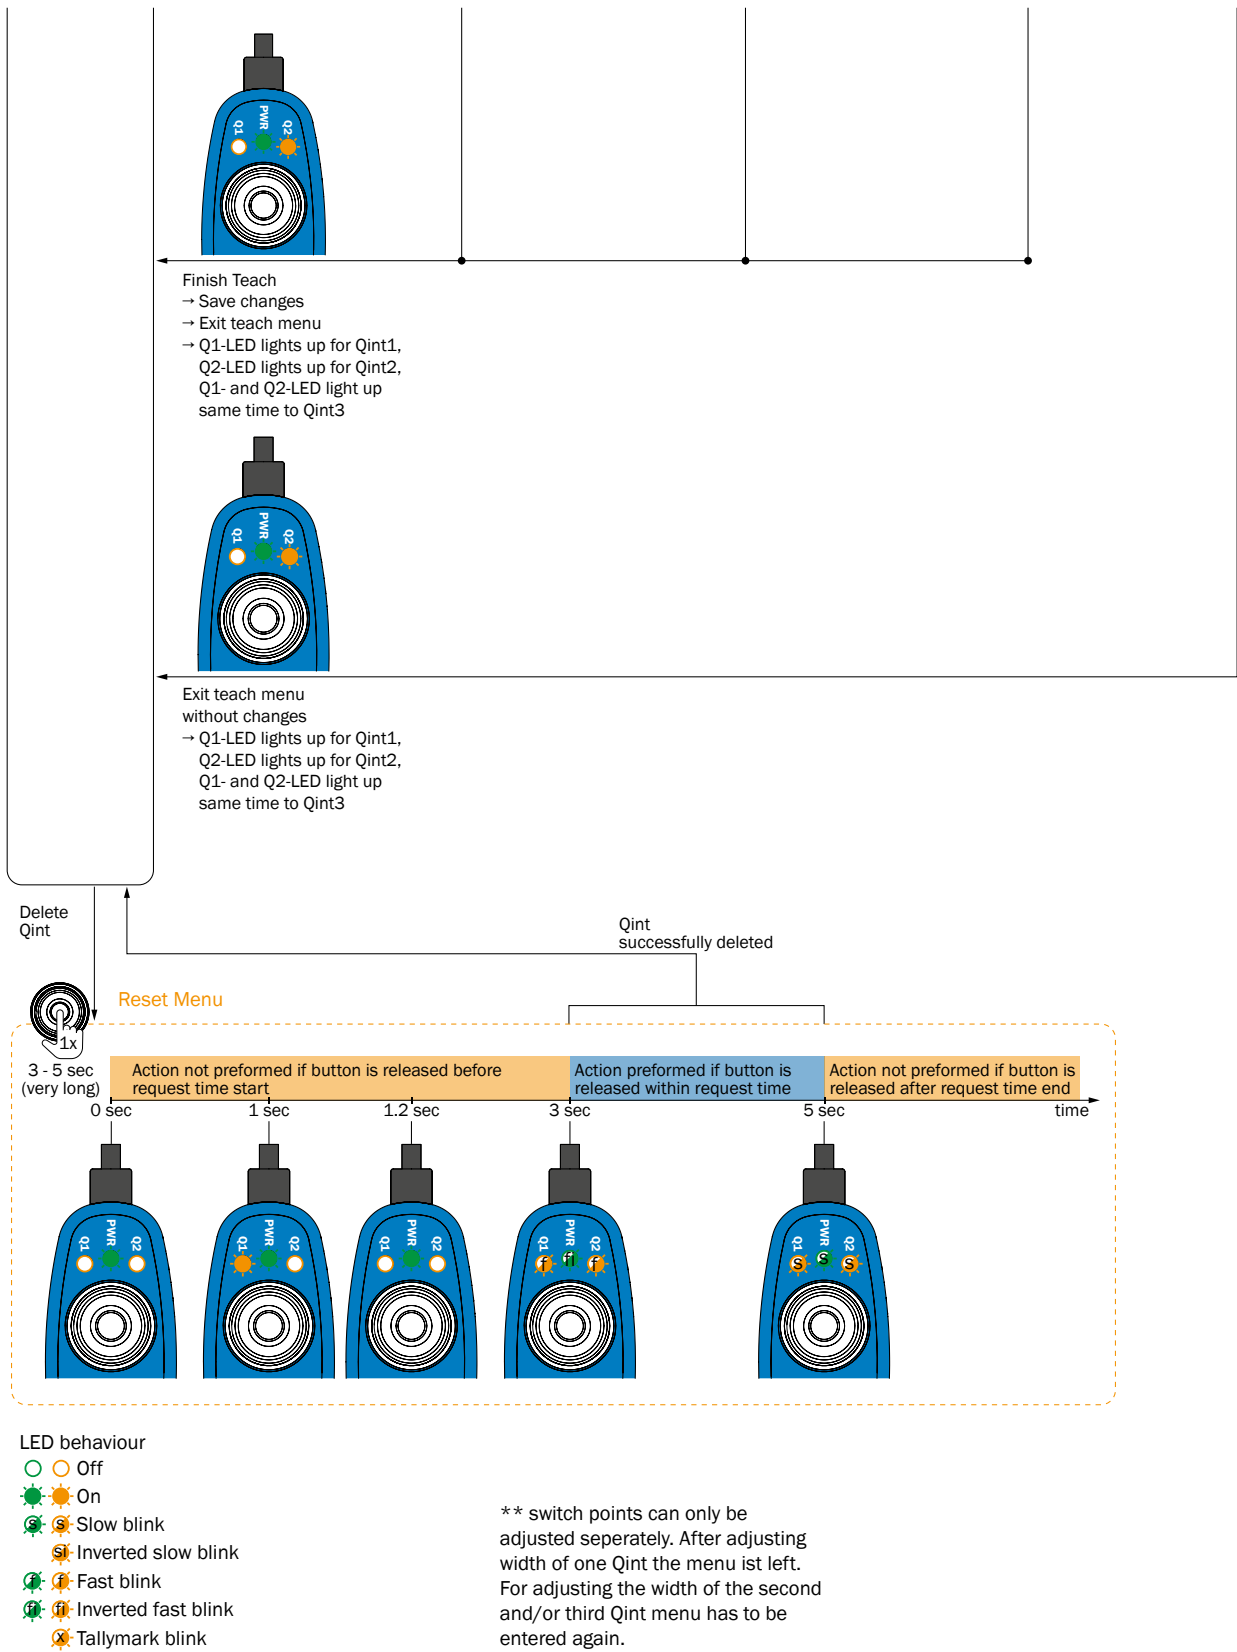 Q1 PWR Q2
Finish Teach
→ Save changes
→ Exit teach menu
→ Q1-LED lights up for Qint1,
Q2-LED lights up for Qint2,
Q1- and Q2-LED light up
same time to Qint3
Q1 PWR Q2
Exit teach menu
without changes
→ Q1-LED lights up for Qint1,
Q2-LED lights up for Qint2,
Q1- and Q2-LED light up
same time to Qint3
Delete
Qint
Qint
successfully deleted
Reset Menu
1x
3 - 5 sec
(very long)
Action not preformed if button is released before
request time start
Action preformed if button is
released within request time
Action not preformed if button is
released after request time end
0 sec 1 sec 1.2 sec 3 sec 5 sec time
Q1 PWR Q2 Q1 PWR Q2 Q1 PWR Q2 Q1 PWR Q2 Q1 PWR Q2
f fi f s s s
LED behaviour
Off
On
s s Slow blink
si Inverted slow blink
f f Fast blink
fi fi Inverted fast blink
x Tallymark blink
** switch points can only be
adjusted seperately. After adjusting
width of one Qint the menu ist left.
For adjusting the width of the second
and/or third Qint menu has to be
entered again.